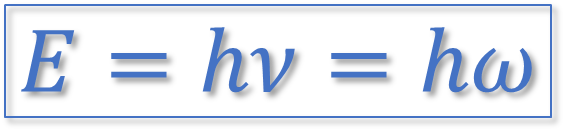 E = hν = hω